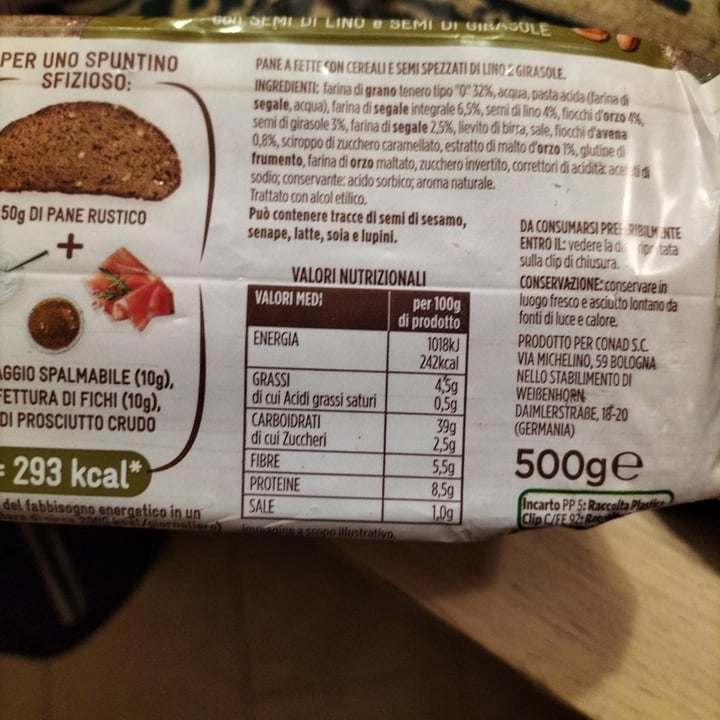 con SEMI DI LINO e SEMI DI GIRASOLE
PER UNO SPUNTINO
SFIZIOSO:
50g DI PANE RUSTICO
+
AGGIO SPALMABILE (10g),
FETTURA DI FICHI (10g),
DI PROSCIUTTO CRUDO
= 293 kcal*
del fabbisogno energetico in un
PANE A FETTE CON CEREALI E SEMI SPEZZATI DI LINO E GIRASOLE.
INGREDIENTI: farina di grano tenero tipo "0" 32%, acqua, pasta acida (farina di
segale, acqua), farina di segale integrale 6,5%, semi di lino 4%, fiocchi d'orzo 4%,
semi di girasole 3%, farina di segale 2,5%, lievito di birra, sale, fiocchi d'avena
0,8%, sciroppo di zucchero caramellato, estratto di malto d'orzo 1%, glutine di
frumento, farina di orzo maltato, zucchero invertito, correttori di acidità: acetati di
sodio; conservante: acido sorbico; aroma naturale.
Trattato con alcol etilico.
Può contenere tracce di semi di sesamo,
senape, latte, soia e lupini.
VALORI NUTRIZIONALI
VALORI MEDI per 100g
di prodotto
ENERGIA 1018kJ
242kcal
GRASSI 4,5g
di cui Acidi grassi saturi 0,5g
CARBOIDRATI 39g
di cui Zuccheri 2,5g
FIBRE 5,5g
PROTEINE 8,5g
SALE 1,0g
Immagine a scopo illustrativo.
DA CONSUMARSI PREFERIBILMENTE
ENTRO IL: vedere la data riportata
sulla clip di chiusura.
CONSERVAZIONE: conservare in
luogo fresco e asciutto lontano da
fonti di luce e calore.
PRODOTTO PER CONAD S.C.
VIA MICHELINO, 59 BOLOGNA
NELLO STABILIMENTO DI
WEIßENHORN
DAIMLERSTRAßE, 18-20
(GERMANIA)
500g e
Incarto PP 5: Raccolta Plastica
Clip C/FE 92: